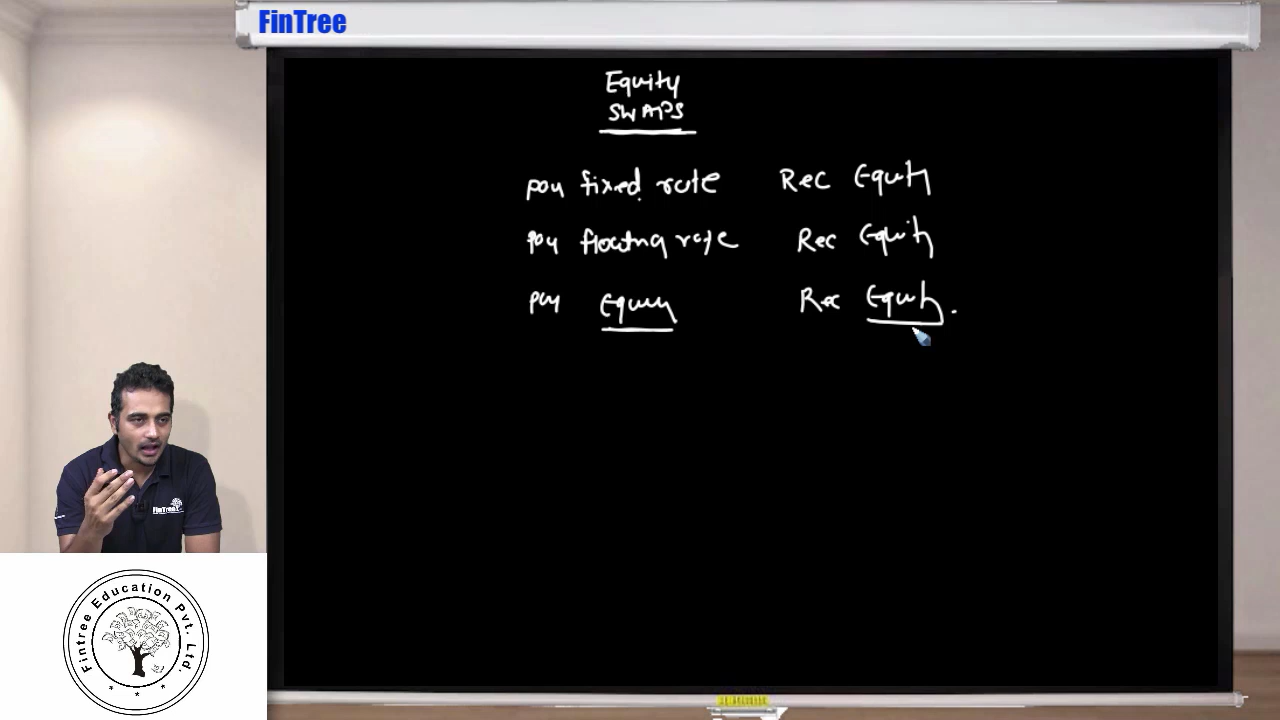 FinTree
Equity
SWAPS
pay fixed rate Rec Equity
pay floating rate Rec Equity
pay Equity Rec Equity.
FinTree
Fintree Education Pvt. Ltd.